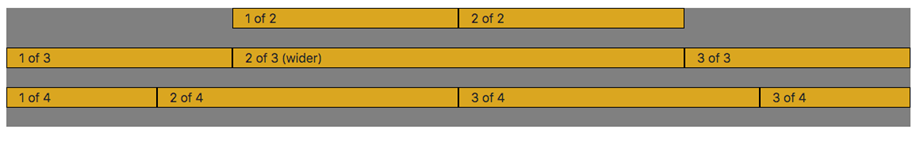 1 of 2 2 of 2
1 of 3 2 of 3 (wider) 3 of 3
1 of 4 2 of 4 3 of 4 3 of 4